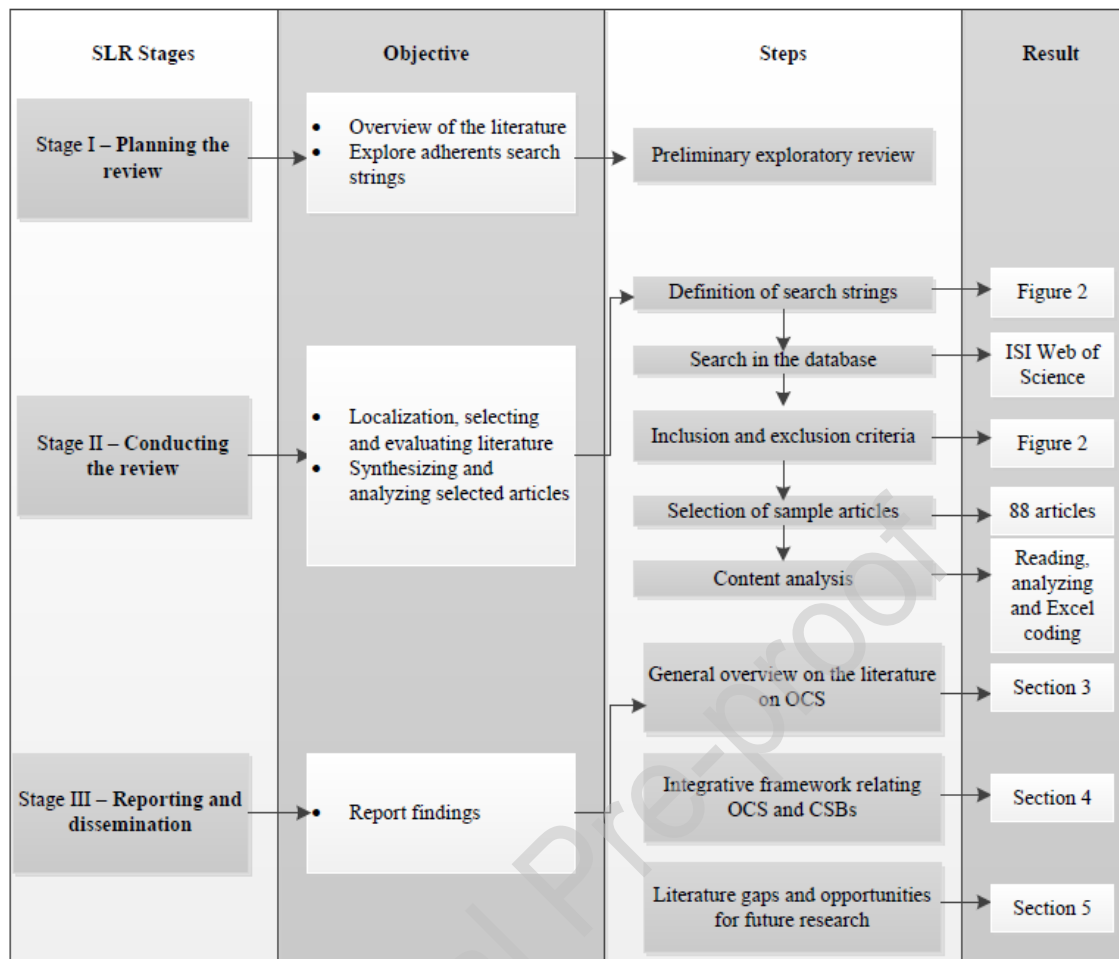 SLR Stages
Objective
Steps
Result
Stage I – Planning the
review
• Overview of the literature
• Explore adherents search
strings
Preliminary exploratory review
Stage II – Conducting
the review
• Localization, selecting
and evaluating literature
• Synthesizing and
analyzing selected articles
Definition of search strings
Figure 2
Search in the database
ISI Web of
Science
Inclusion and exclusion criteria
Figure 2
Selection of sample articles
88 articles
Content analysis
Reading,
analyzing
and Excel
coding
Stage III – Reporting and
dissemination
• Report findings
General overview on the literature
on OCS
Section 3
Integrative framework relating
OCS and CSBs
Section 4
Literature gaps and opportunities
for future research
Section 5
l Pre-proof